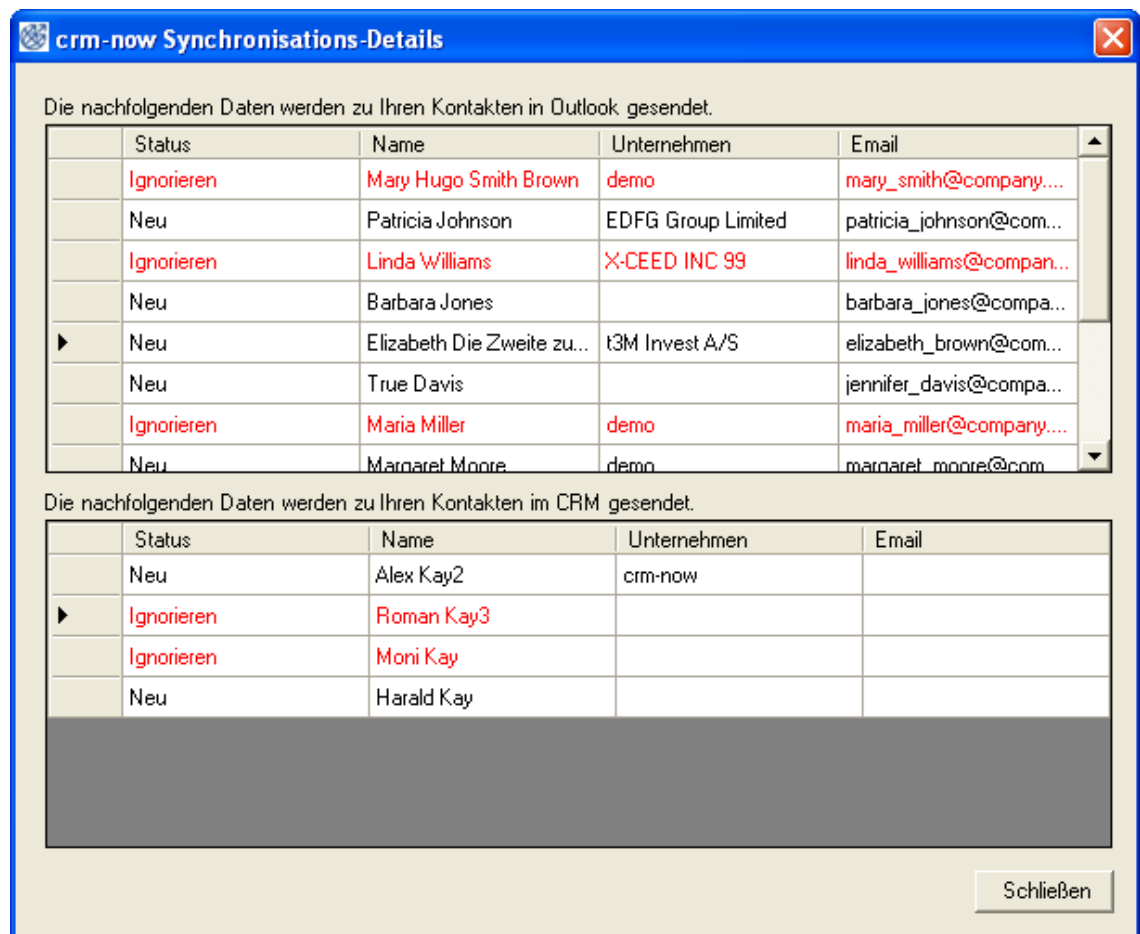 crm-now Synchronisations-Details
Die nachfolgenden Daten werden zu Ihren Kontakten in Outlook gesendet.
Status Name Unternehmen Email
Ignorieren Mary Hugo Smith Brown demo mary_smith@company....
Neu Patricia Johnson EDFG Group Limited patricia_johnson@com...
Ignorieren Linda Williams X-CEED INC 99 linda_williams@compan...
Neu Barbara Jones barbara_jones@compa...
Neu Elizabeth Die Zweite zu... t3M Invest A/S elizabeth_brown@com...
Neu True Davis jennifer_davis@compa...
Ignorieren Maria Miller demo maria_miller@company....
Neu Margaret Moore demo margaret_moore@com
Die nachfolgenden Daten werden zu Ihren Kontakten im CRM gesendet.
Status Name Unternehmen Email
Neu Alex Kay2 crm-now
Ignorieren Roman Kay3
Ignorieren Moni Kay
Neu Harald Kay
Schließen